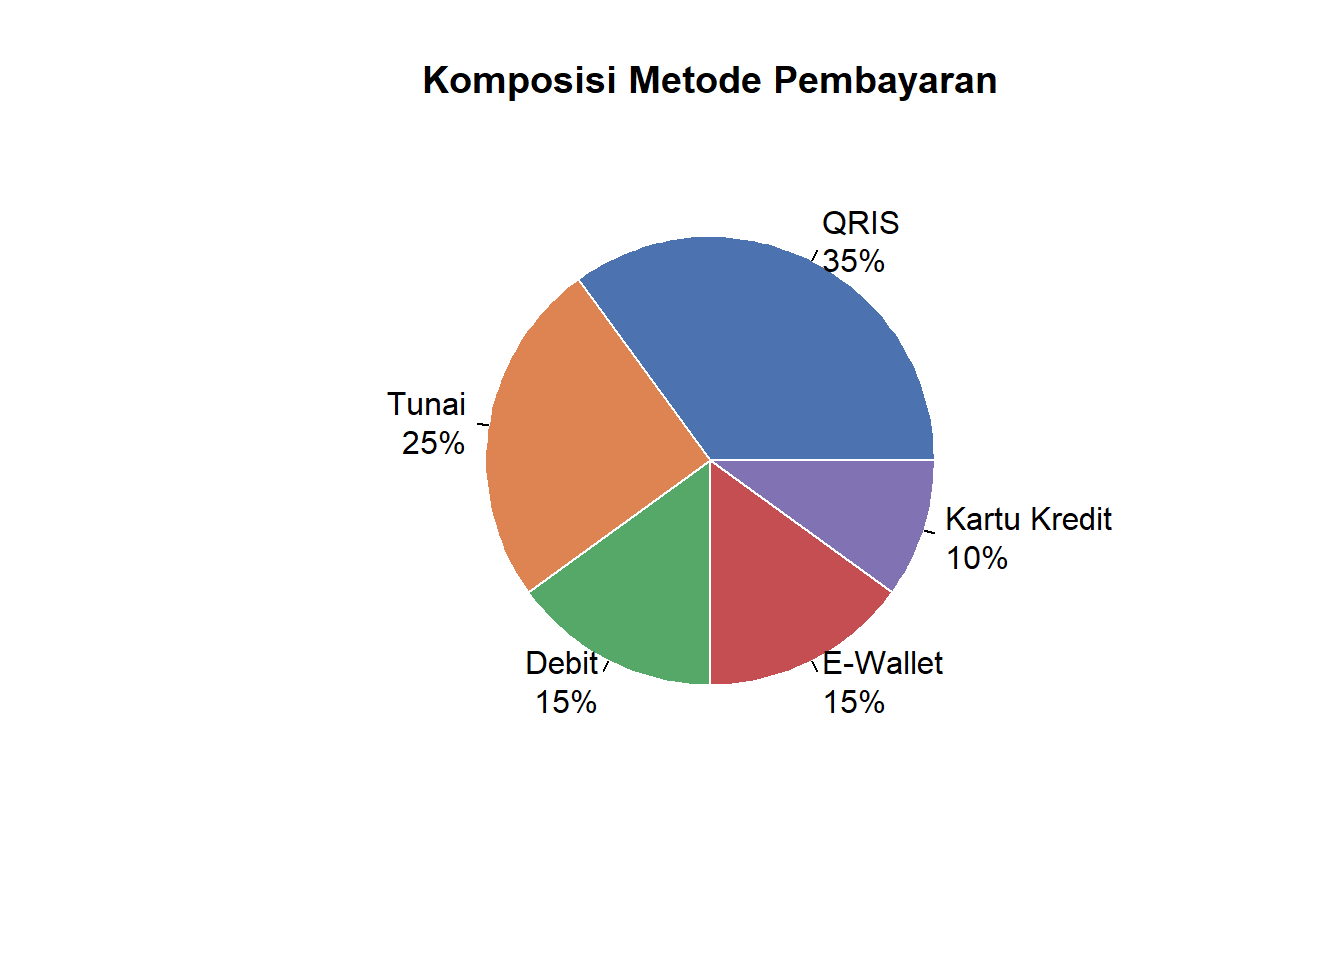 Komposisi Metode Pembayaran
QRIS
35%
Tunai
25%
Kartu Kredit
10%
Debit
15%
E-Wallet
15%